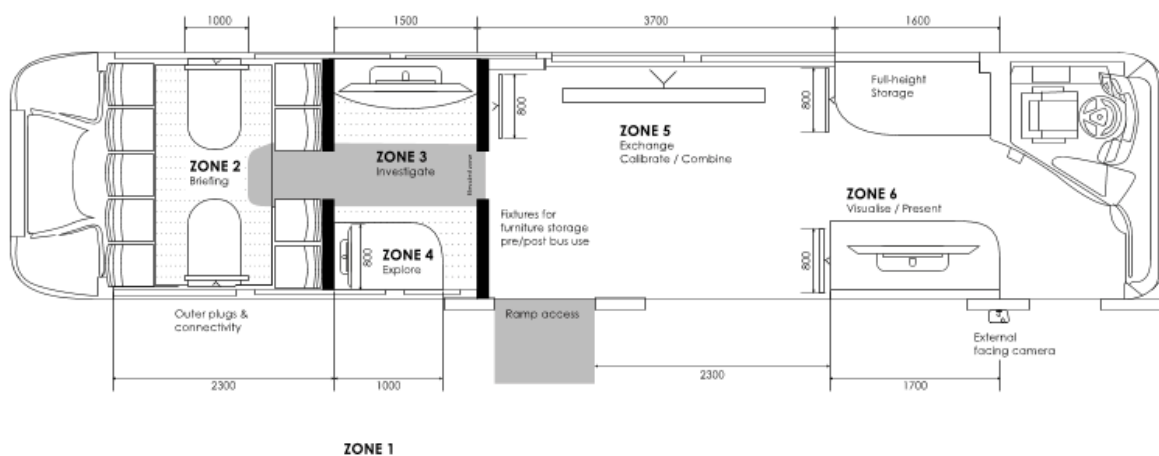 1000
1500
3700
1600
800
800
Full-height
Storage
ZONE 5
Exchange
Calibrate / Combine
ZONE 2
Briefing
ZONE 3
Investigate
Elevated zone
ZONE 6
Visualise / Present
Fixtures for
furniture storage
pre/post bus use
ZONE 4
Explore
800
800
Outer plugs &
connectivity
Ramp access
External
facing camera
2300
1000
2300
1700
ZONE 1